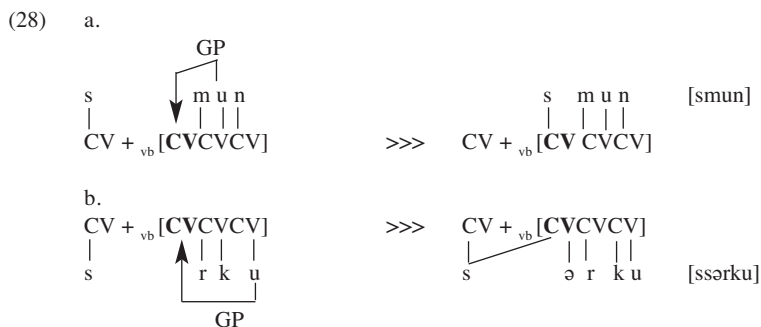 (28) a.
GP
s m u n s m u n [smun]
CV + vb[CVCVCV] >>> CV + vb[CV CVCV]
b.
CV + vb[CVCVCV] >>> CV + vb[CVCVCV]
s r k u s ə r k u [ssərku]
GP